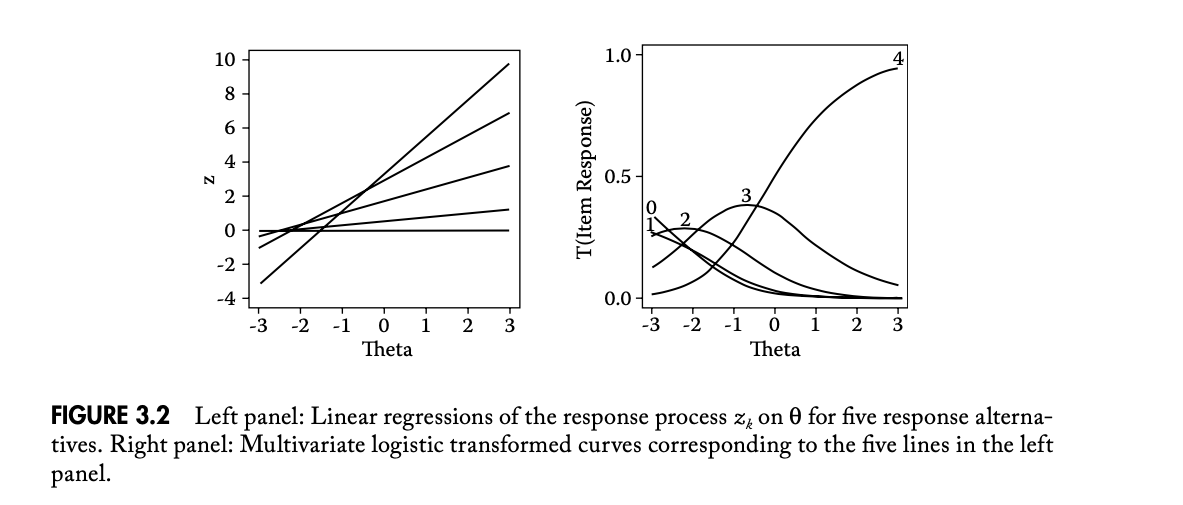 10
8
6
4
2
0
-2
-4
z
-3 -2 -1 0 1 2 3
Theta
1.0
0.5
0.0
T(Item Response)
0
1
2
3
4
-3 -2 -1 0 1 2 3
Theta
FIGURE 3.2 Left panel: Linear regressions of the response process zk on θ for five response alterna-
tives. Right panel: Multivariate logistic transformed curves corresponding to the five lines in the left
panel.